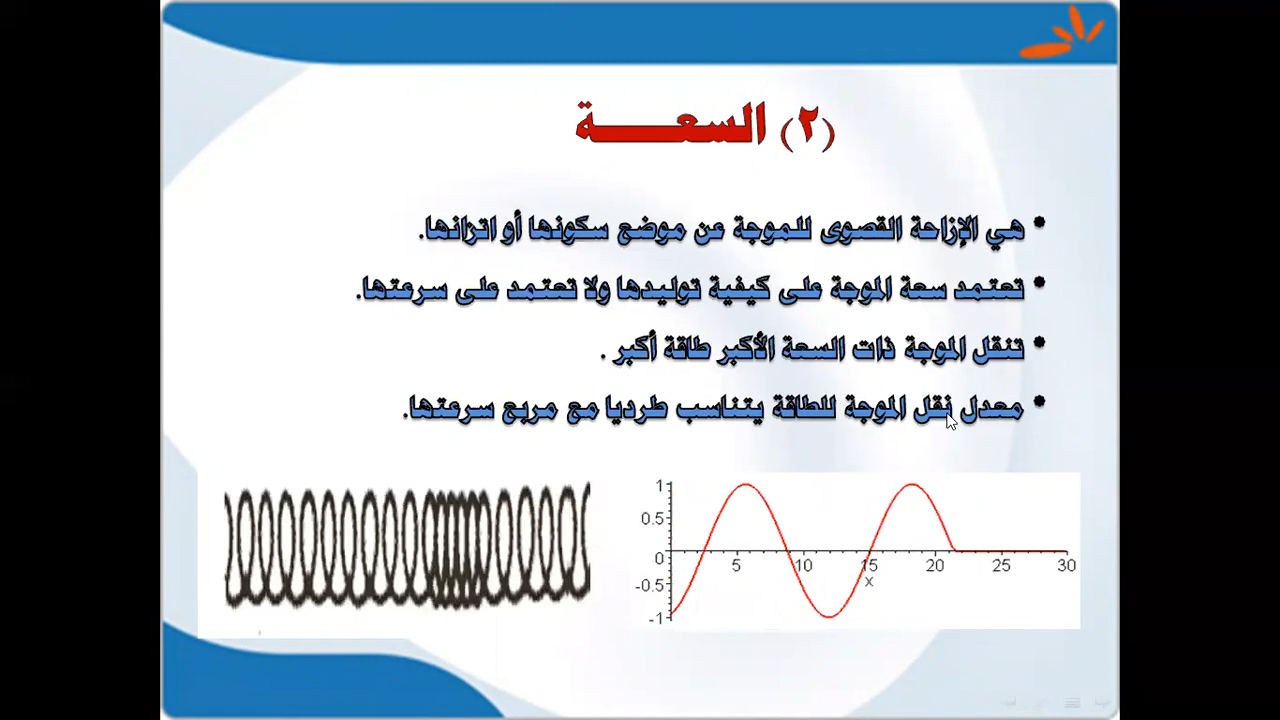 (٢) السعـــــة
• هي الإزاحة القصوى للموجة عن موضع سكونها أو اتزانها.
• تعتمد سعة الموجة على كيفية توليدها ولا تعتمد على سرعتها.
• تنقل الموجة ذات السعة الأكبر طاقة أكبر .
• معدل نقل الموجة للطاقة يتناسب طرديا مع مربع سرعتها.
1
0.5
0
-0.5
-1
5 10 15 20 25 30
x